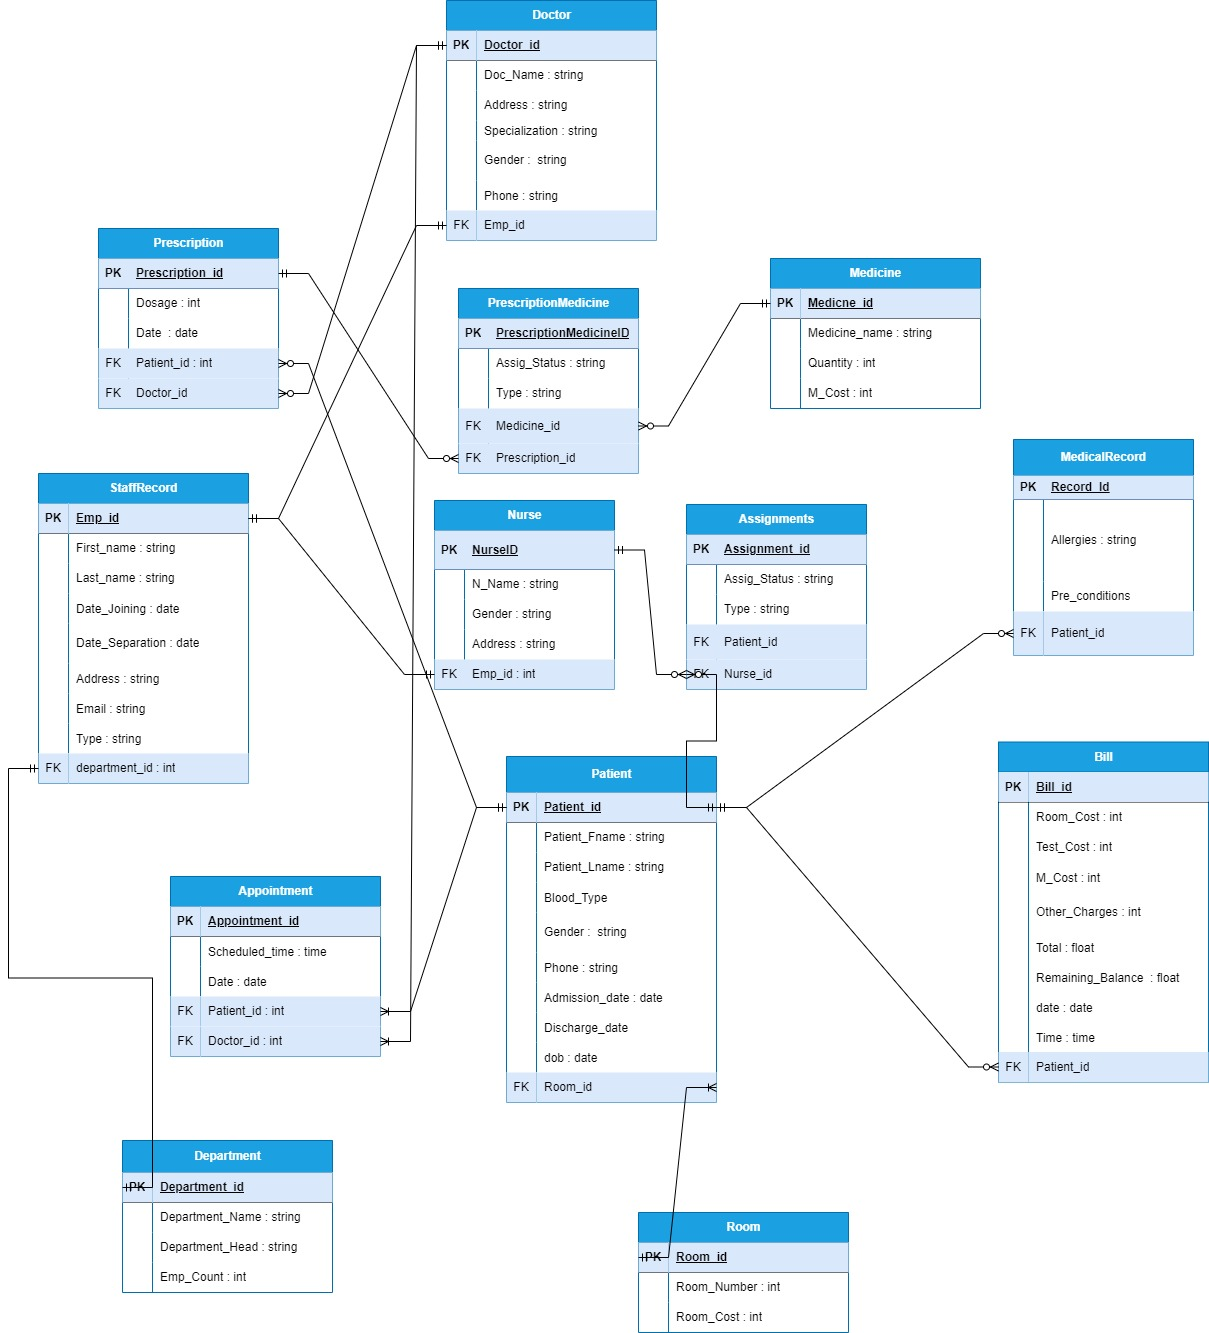 Doctor
PK Doctor_id
Doc_Name : string
Address : string
Specialization : string
Gender :  string
Phone : string
FK Emp_id
Prescription
PK Prescription_id
Dosage : int
Date  : date
FK Patient_id : int
FK Doctor_id
PrescriptionMedicine
PK PrescriptionMedicineID
Assig_Status : string
Type : string
FK Medicine_id
FK Prescription_id
Medicine
PK Medicne_id
Medicine_name : string
Quantity : int
M_Cost : int
MedicalRecord
PK Record_Id
Allergies : string
Pre_conditions
FK Patient_id
StaffRecord
PK Emp_id
First_name : string
Last_name : string
Date_Joining : date
Date_Separation : date
Address : string
Email : string
Type : string
FK department_id : int
Nurse
PK NurseID
N_Name : string
Gender : string
Address : string
FK Emp_id : int
Assignments
PK Assignment_id
Assig_Status : string
Type : string
FK Patient_id
FK Nurse_id
Patient
PK Patient_id
Patient_Fname : string
Patient_Lname : string
Blood_Type
Gender :  string
Phone : string
Admission_date : date
Discharge_date
dob : date
FK Room_id
Bill
PK Bill_id
Room_Cost : int
Test_Cost : int
M_Cost : int
Other_Charges : int
Total : float
Remaining_Balance  : float
date : date
Time : time
FK Patient_id
Appointment
PK Appointment_id
Scheduled_time : time
Date : date
FK Patient_id : int
FK Doctor_id : int
Department
PK Department_id
Department_Name : string
Department_Head : string
Emp_Count : int
Room
PK Room_id
Room_Number : int
Room_Cost : int